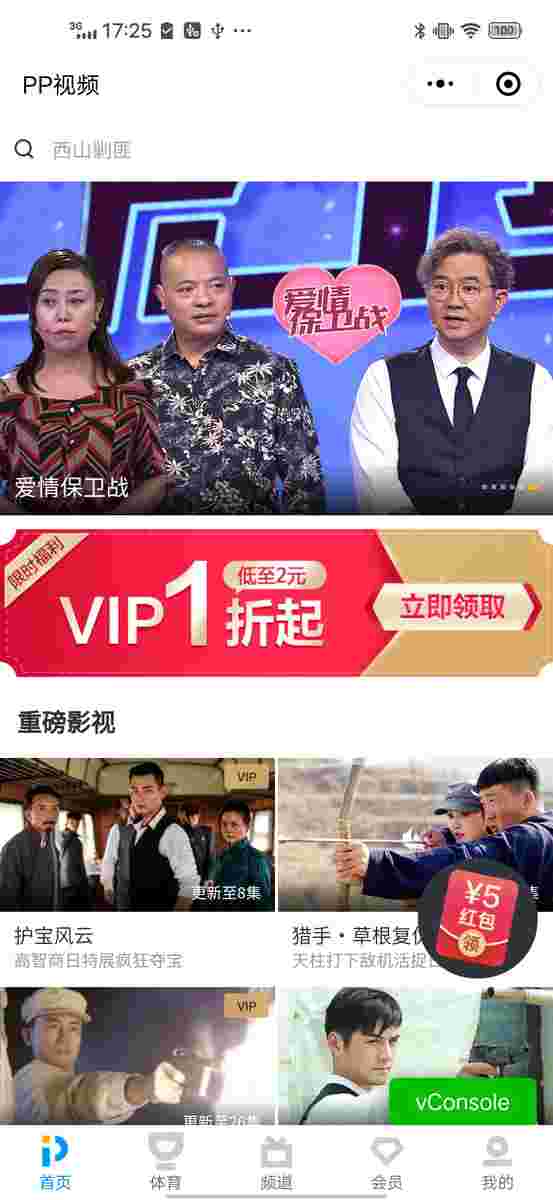 3G 17:25 100
PP视频
西山剿匪
爱情
保卫战
爱情保卫战
限时福利
VIP1折起
低至2元
立即领取
重磅影视
VIP
更新至8集
集
护宝风云
高智商日特展疯狂夺宝
猎手·草根复仇
天柱打下敌机活捉
¥5
红包
领
VIP
更新至26集
vConsole
首页
体育
频道
会员
我的